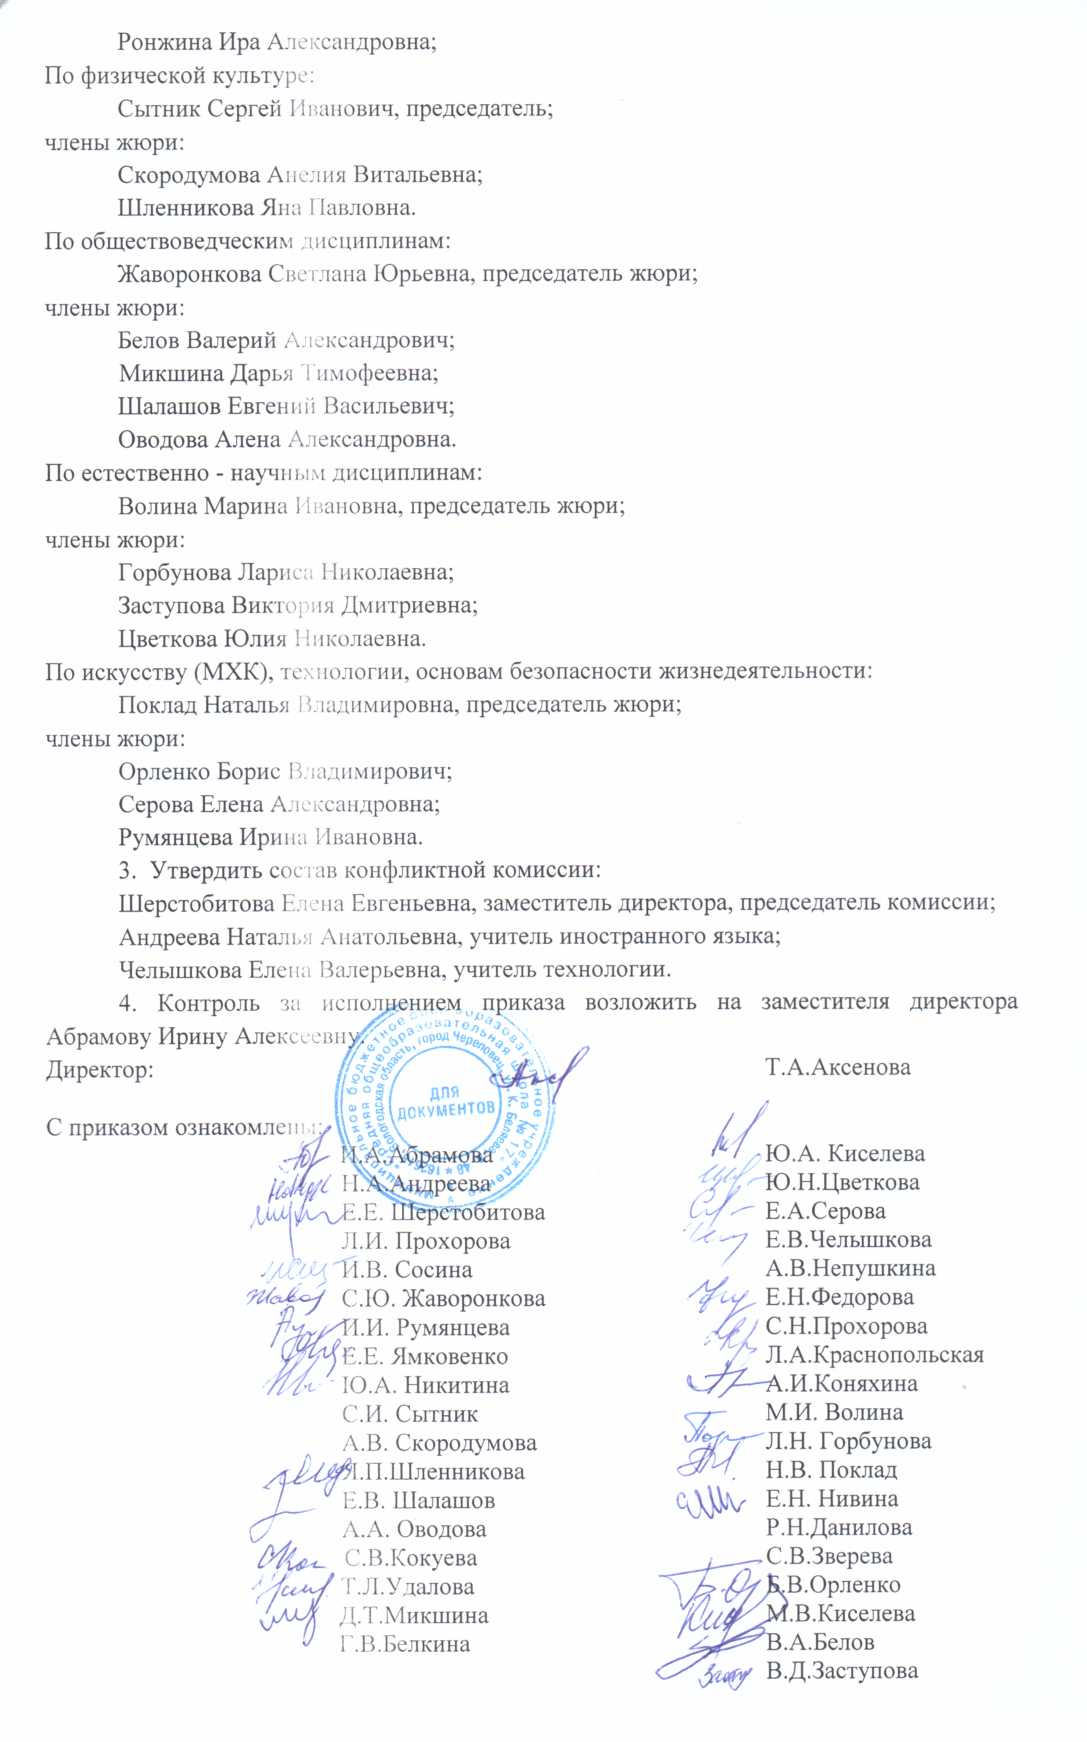 Ронжина Ира Александровна;
По физической культуре:
Сытник Сергей Иванович, председатель;
члены жюри:
Скородумова Анелия Витальевна;
Шленникова Яна Павловна.
По обществоведческим дисциплинам:
Жаворонкова Светлана Юрьевна, председатель жюри;
члены жюри:
Белов Валерий Александрович;
Микшина Дарья Тимофеевна;
Шалашов Евгений Васильевич;
Оводова Алена Александровна.
По естественно - научным дисциплинам:
Волина Марина Ивановна, председатель жюри;
члены жюри:
Горбунова Лариса Николаевна;
Заступова Виктория Дмитриевна;
Цветкова Юлия Николаевна.
По искусству (МХК), технологии, основам безопасности жизнедеятельности:
Поклад Наталья Владимировна, председатель жюри;
члены жюри:
Орленко Борис Владимирович;
Серова Елена Александровна;
Румянцева Ирина Ивановна.
3. Утвердить состав конфликтной комиссии:
Шерстобитова Елена Евгеньевна, заместитель директора, председатель комиссии;
Андреева Наталья Анатольевна, учитель иностранного языка;
Челышкова Елена Валерьевна, учитель технологии.
4. Контроль за исполнением приказа возложить на заместителя директора
Абрамову Ирину Алексеевну.
Директор: Т.А.Аксенова
ДЛЯ
ДОКУМЕНТОВ
С приказом ознакомлены:
И.А.Абрамова
Н.А.Андреева
Е.Е. Шерстобитова
Л.И. Прохорова
И.В. Сосина
С.Ю. Жаворонкова
И.И. Румянцева
Е.Е. Ямковенко
Ю.А. Никитина
С.И. Сытник
А.В. Скородумова
Я.П.Шленникова
Е.В. Шалашов
А.А. Оводова
С.В.Кокуева
Т.Л.Удалова
Д.Т.Микшина
Г.В.Белкина
Ю.А. Киселева
Ю.Н.Цветкова
Е.А.Серова
Е.В.Челышкова
А.В.Непушкина
Е.Н.Федорова
С.Н.Прохорова
Л.А.Краснопольская
А.И.Коняхина
М.И. Волина
Л.Н. Горбунова
Н.В. Поклад
Е.Н. Нивина
Р.Н.Данилова
С.В.Зверева
Б.В.Орленко
М.В.Киселева
В.А.Белов
В.Д.Заступова